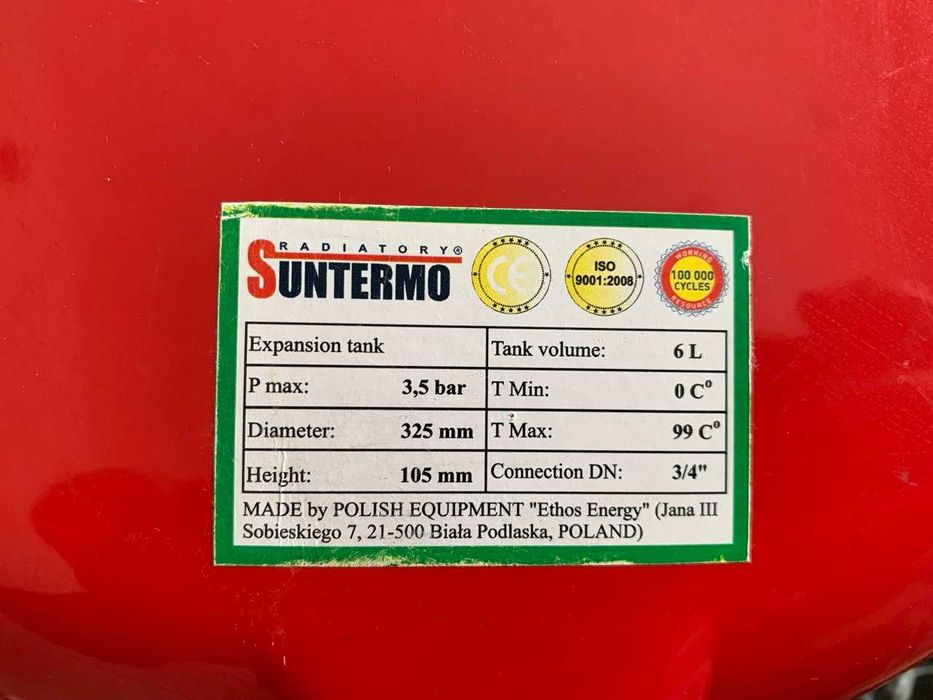 RADIATORY®
SUNTERMO
CE
ISO
9001:2008
WORKING
100 000
CYCLES
RESOURCE
Expansion tank
Tank volume: 6 L
P max: 3,5 bar
T Min: 0 C°
Diameter: 325 mm
T Max: 99 C°
Height: 105 mm
Connection DN: 3/4"
MADE by POLISH EQUIPMENT "Ethos Energy" (Jana III
Sobieskiego 7, 21-500 Biała Podlaska, POLAND)